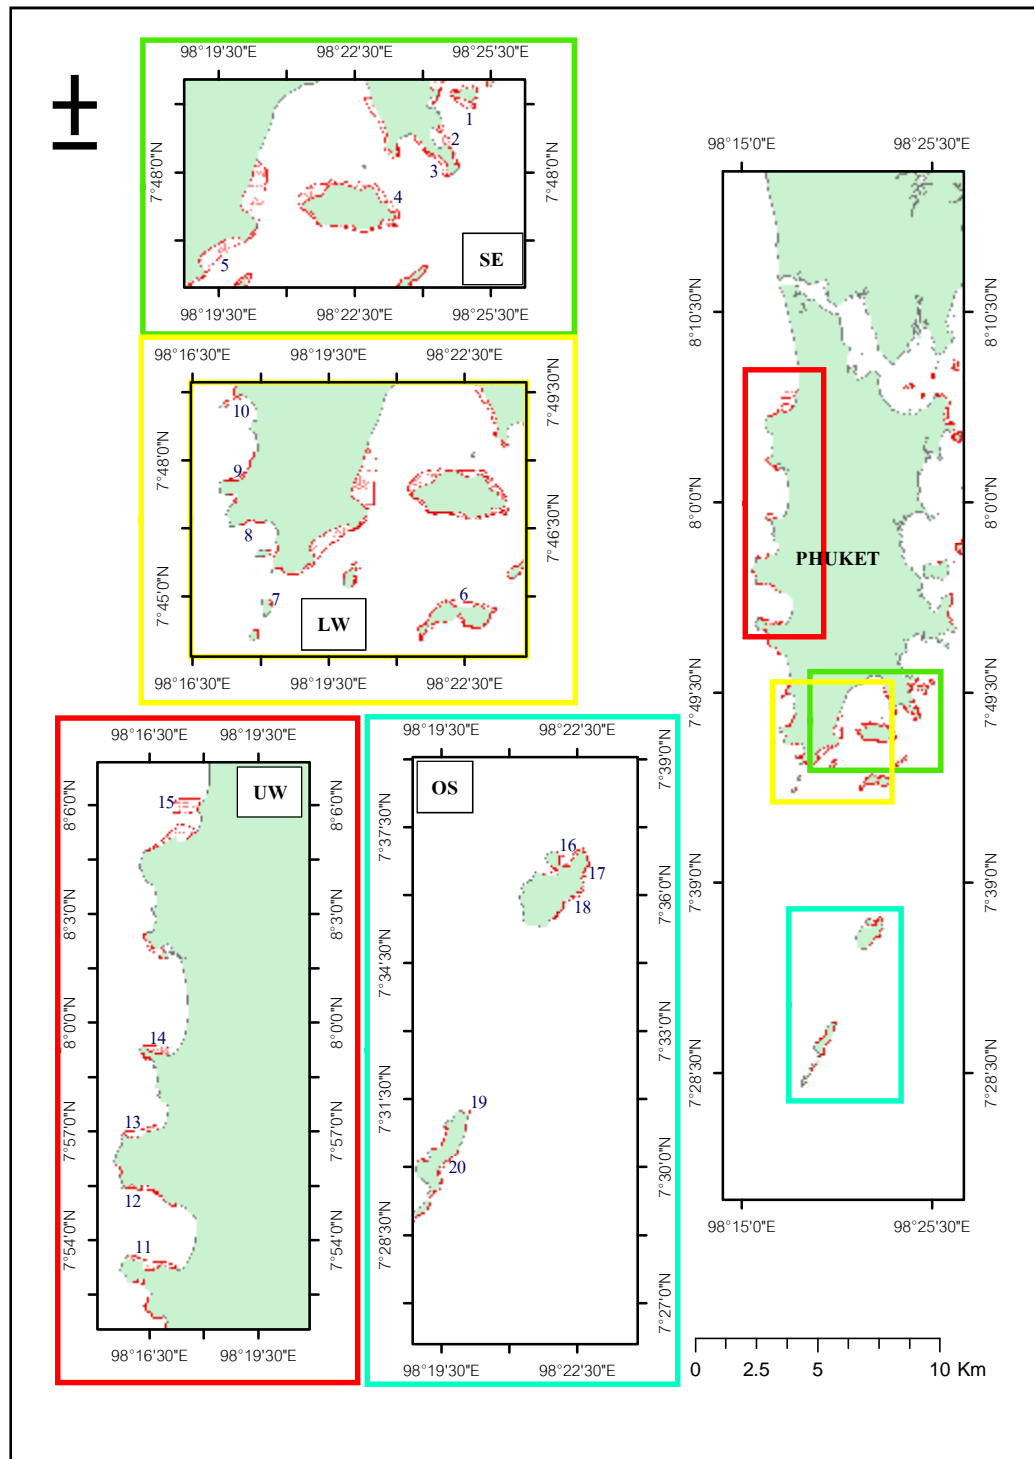 98°19'30"E 98°22'30"E 98°25'30"E
7°48'0"N
7°48'0"N
1
2
3
4
5
SE
98°19'30"E 98°22'30"E 98°25'30"E
98°16'30"E 98°19'30"E 98°22'30"E
7°48'0"N
7°45'0"N
7°49'30"N
7°46'30"N
10
9
8
7
6
LW
98°16'30"E 98°19'30"E 98°22'30"E
98°16'30"E 98°19'30"E
8°6'0"N
8°3'0"N
8°0'0"N
7°57'0"N
7°54'0"N
8°6'0"N
8°3'0"N
8°0'0"N
7°57'0"N
7°54'0"N
UW
15
14
13
12
11
98°16'30"E 98°19'30"E
98°19'30"E 98°22'30"E
7°37'30"N
7°34'30"N
7°31'30"N
7°28'30"N
7°39'0"N
7°36'0"N
7°33'0"N
7°30'0"N
7°27'0"N
OS
16
17
18
19
20
98°19'30"E 98°22'30"E
98°15'0"E 98°25'30"E
8°10'30"N
8°0'0"N
7°49'30"N
7°39'0"N
7°28'30"N
8°10'30"N
8°0'0"N
7°49'30"N
7°39'0"N
7°28'30"N
PHUKET
98°15'0"E 98°25'30"E
0 2.5 5 10 Km